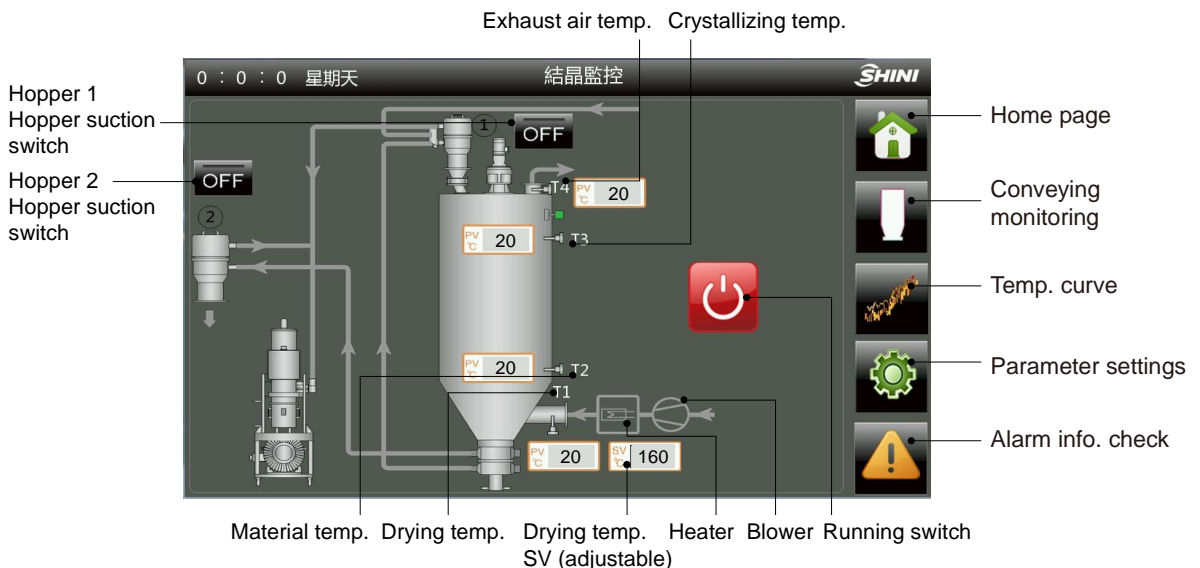 Exhaust air temp. Crystallizing temp.
0 : 0 : 0 星期天
結晶監控
SHINI
Hopper 1
Hopper suction
switch
OFF
1
Home page
Hopper 2
Hopper suction
switch
OFF
2
T4
PV
℃
20
Conveying
monitoring
PV
℃
20
T3
Temp. curve
PV
℃
20
T2
T1
Parameter settings
PV
℃
20
SV
℃
160
Alarm info. check
Material temp. Drying temp. Drying temp. Heater Blower Running switch
SV (adjustable)